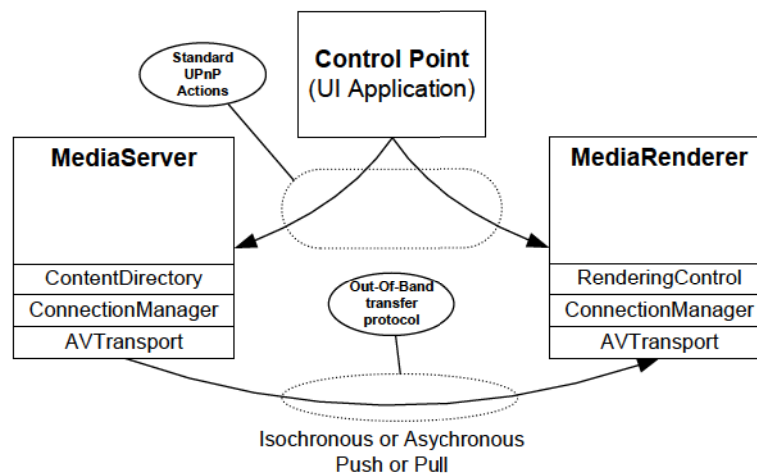 Standard
UPnP
Actions
Control Point
(UI Application)
MediaServer
ContentDirectory
ConnectionManager
AVTransport
MediaRenderer
RenderingControl
ConnectionManager
AVTransport
Out-Of-Band
transfer
protocol
Isochronous or Asychronous
Push or Pull